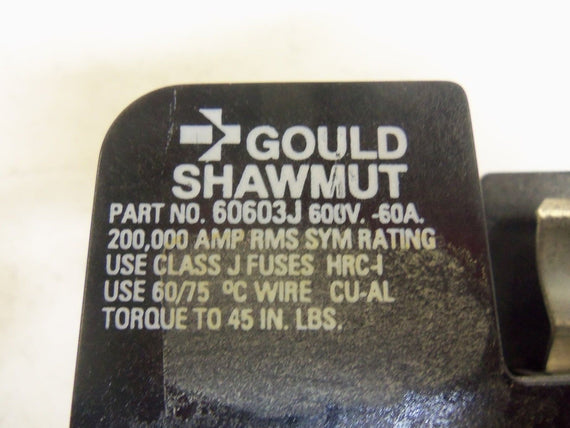 GOULD
SHAWMUT
PART NO. 60603J 600V. -60A.
200,000 AMP RMS SYM RATING
USE CLASS J FUSES HRC-I
USE 60/75 ºC WIRE CU-AL
TORQUE TO 45 IN. LBS.